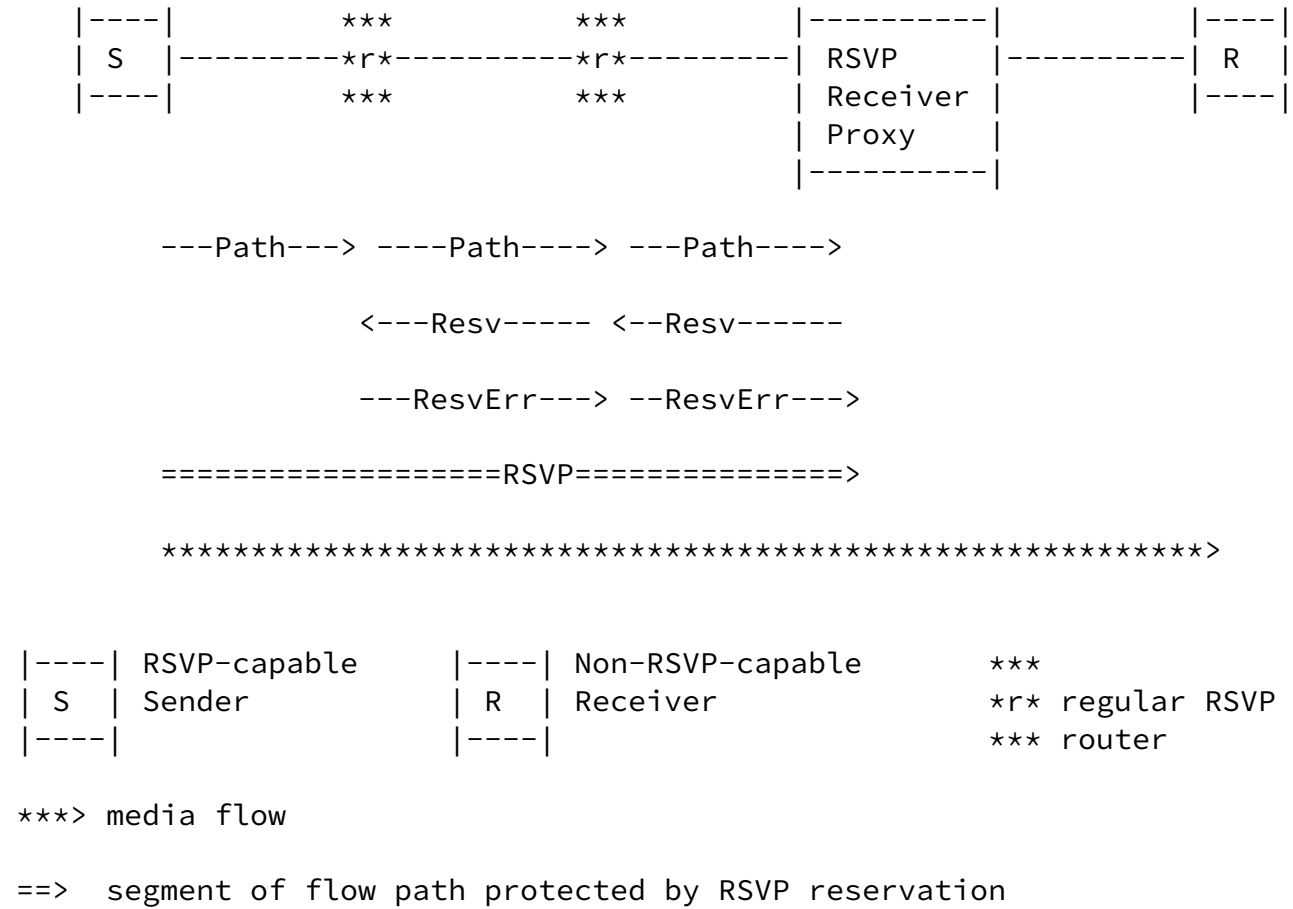 |----|         ***          ***         |----------|          |----|
| S  |---------*r*----------*r*---------| RSVP     |----------| R  |
|----|         ***          ***         | Receiver |          |----|
                                        | Proxy    |
                                        |----------|
---Path---> ----Path----> ---Path---->
<---Resv----- <--Resv------
---ResvErr---> --ResvErr--->
===================RSVP===============>
**********************************************************>
|----| RSVP-capable     |----| Non-RSVP-capable       ***
| S  | Sender           | R  | Receiver               *r* regular RSVP
|----|                  |----|                        *** router
***> media flow
==>  segment of flow path protected by RSVP reservation